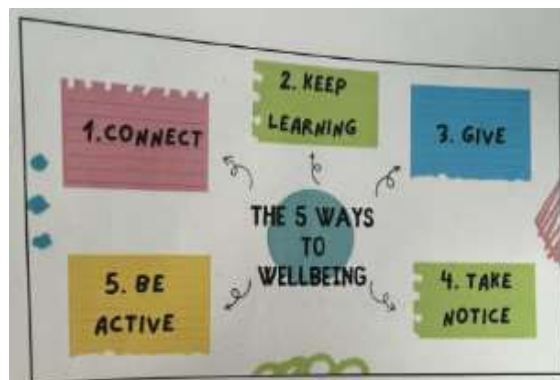 1. CONNECT
2. KEEP
LEARNING
3. GIVE
THE 5 WAYS
TO
WELLBEING
5. BE
ACTIVE
4. TAKE
NOTICE